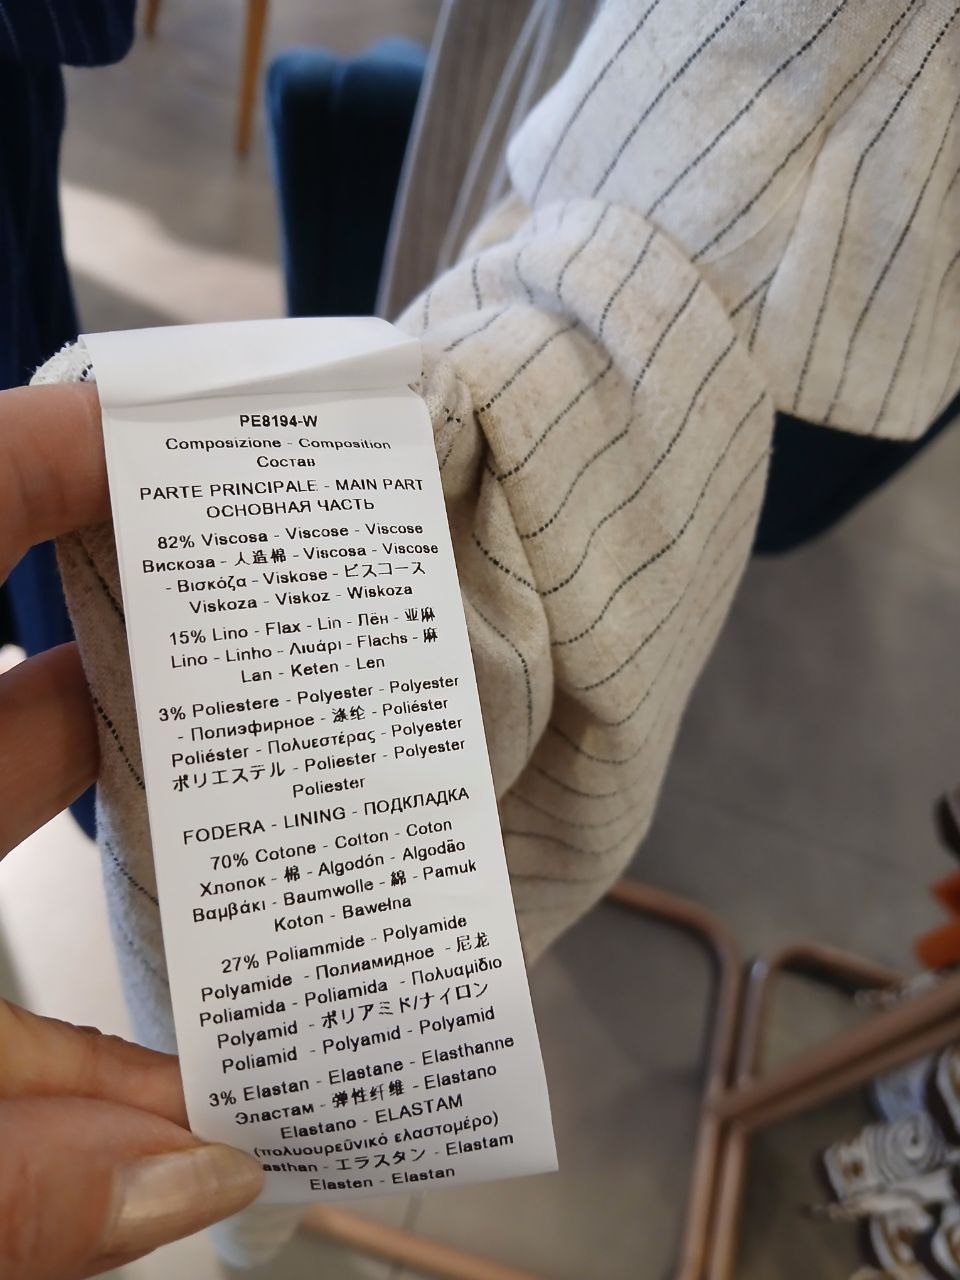 PE8194-W
Composizione - Composition
Состав
PARTE PRINCIPALE - MAIN PART
ОСНОВНАЯ ЧАСТЬ
82% Viscosa - Viscose - Viscose
Вискоза - 人造棉 - Viscosa - Viscose
- Βισκόζα - Viskose - ビスコース
Viskoza - Viskoz - Wiskoza
15% Lino - Flax - Lin - Лён - 亚麻
Lino - Linho - Λιυάρι - Flachs - 麻
Lan - Keten - Len
3% Poliestere - Polyester - Polyester
- Полиэфирное - 涤纶 - Poliéster
Poliéster - Πολυεστέρας - Polyester
ポリエステル - Poliester - Polyester
Poliester
FODERA - LINING - ПОДКЛАДКА
70% Cotone - Cotton - Coton
Хлопок - 棉 - Algodón - Algodão
Βαμβάκι - Baumwolle - 綿 - Pamuk
Koton - Bawełna
27% Poliammide - Polyamide
Polyamide - Полиамидное - 尼龙
Poliamida - Poliamida - Πολυαμίδιο
Polyamid - ポリアミド/ナイロン
Poliamid - Polyamid - Polyamid
3% Elastan - Elastane - Elasthanne
Эластам - 弹性纤维 - Elastano
Elastano - ELASTAM
(πολυουρεϋνικό ελαστομέρο)
asthan - エラスタン - Elastam
Elasten - Elastan